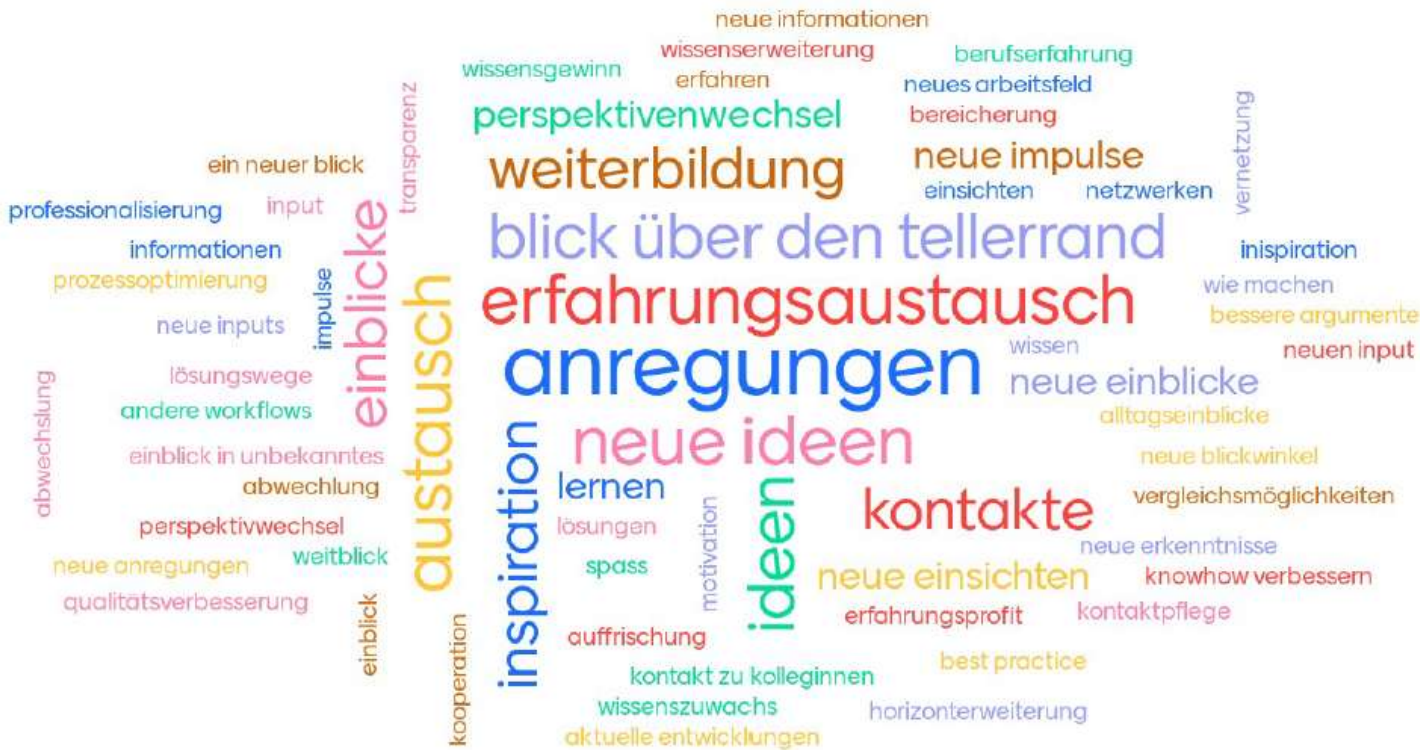 neue informationen
wissenserweiterung
berufserfahrung
wissensgewinn
erfahren
neues arbeitsfeld
perspektivenwechsel
bereicherung
transparenz
vernetzung
ein neuer blick
weiterbildung
neue impulse
einsichten
netzwerken
professionalisierung
input
einblicke
blick über den tellerrand
informationen
inispiration
prozessoptimierung
impulse
austausch
erfahrungsaustausch
wie machen
bessere argumente
neue inputs
anregungen
wissen
neuen input
lösungswege
neue einblicke
abwechslung
andere workflows
alltagseinblicke
neue ideen
einblick in unbekanntes
neue blickwinkel
abwechlung
inspiration
lernen
ideen
kontakte
vergleichsmöglichkeiten
perspektivwechsel
lösungen
motivation
weitblick
neue erkenntnisse
neue anregungen
spass
neue einsichten
knowhow verbessern
qualitätsverbesserung
erfahrungsprofit
kontaktpflege
einblick
kooperation
auffrischung
best practice
kontakt zu kolleginnen
wissenszuwachs
horizonterweiterung
aktuelle entwicklungen